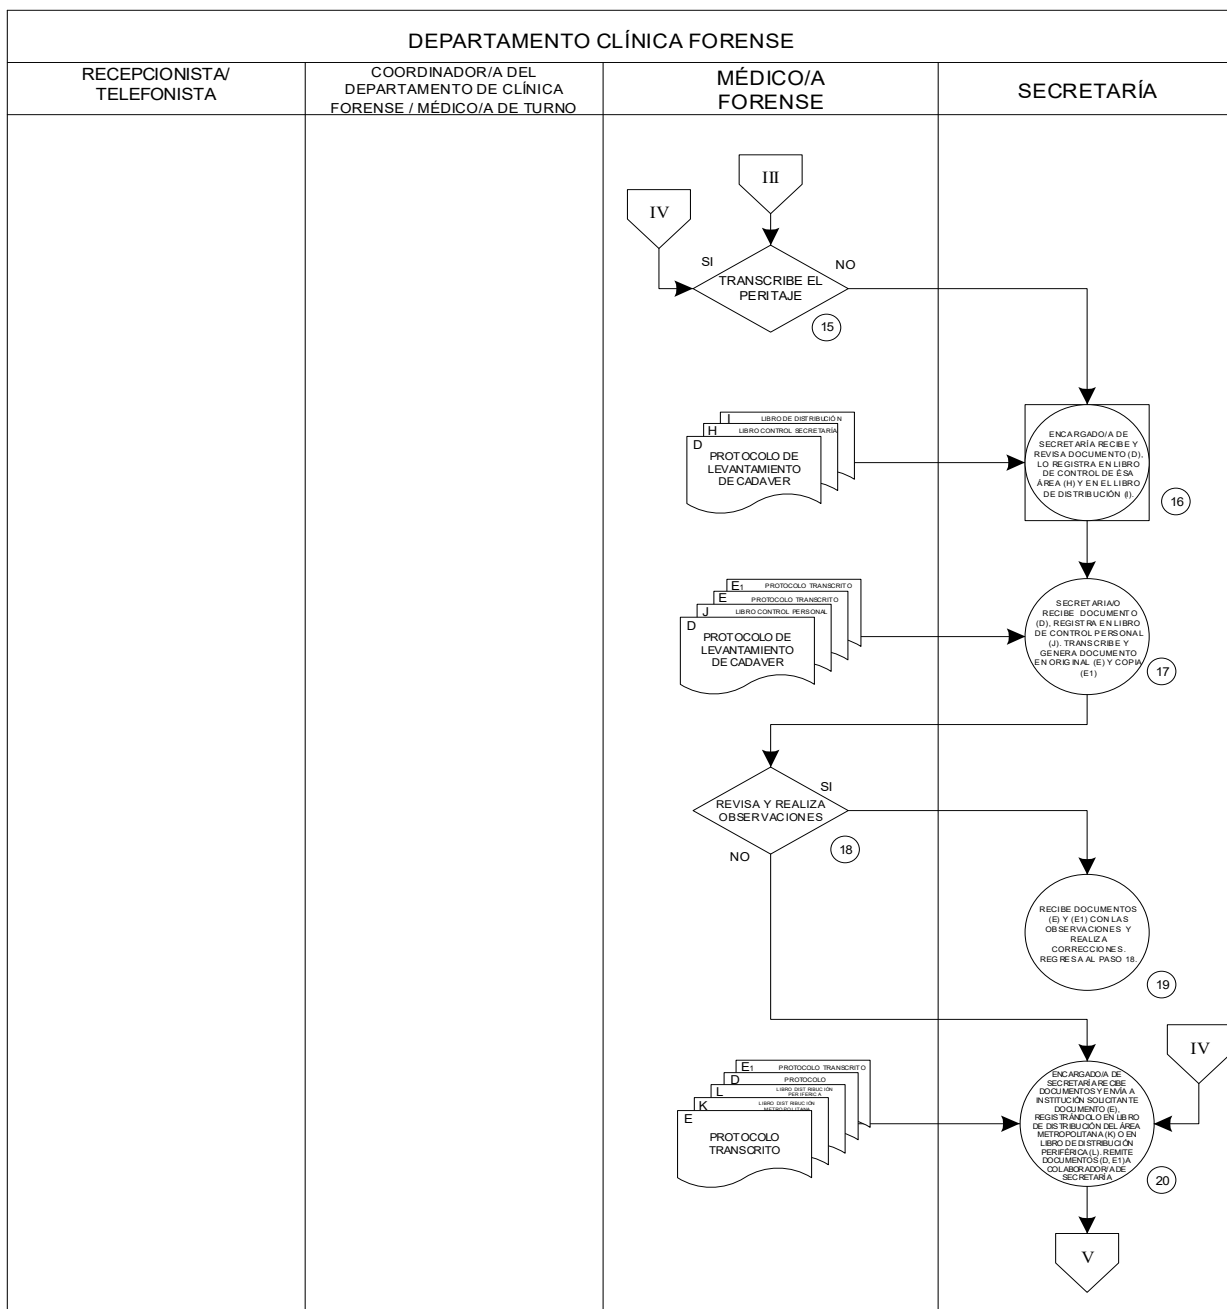 DEPARTAMENTO CLÍNICA FORENSE
RECEPCIONISTA/
TELEFONISTA
COORDINADOR/A DEL
DEPARTAMENTO DE CLÍNICA
FORENSE / MÉDICO/A DE TURNO
MÉDICO/A
FORENSE
SECRETARÍA
III
IV
SI
NO
TRANSCRIBE EL
PERITAJE
15
I
LIBRO DE DISTRIBUCIÓN
H
LIBRO CONTROL SECRETARÍA
D
PROTOCOLO DE
LEVANTAMIENTO
DE CADAVER
ENCARGADO/A DE
SECRETARÍA RECIBE Y
REVISA DOCUMENTO (D),
LO REGISTRA EN LIBRO
DE CONTROL DE ÉSA
ÁREA (H) Y EN EL LIBRO
DE DISTRIBUCIÓN (I).
16
E1
PROTOCOLO TRANSCRITO
E
PROTOCOLO TRANSCRITO
J
LIBRO CONTROL PERSONAL
D
PROTOCOLO DE
LEVANTAMIENTO
DE CADAVER
SECRETARIA/O
RECIBE DOCUMENTO
(D), REGISTRA EN LIBRO
DE CONTROL PERSONAL
(J). TRANSCRIBE Y
GENERA DOCUMENTO
EN ORIGINAL (E) Y COPIA
(E1)
17
SI
REVISA Y REALIZA
OBSERVACIONES
NO
18
RECIBE DOCUMENTOS
(E) Y (E1) CON LAS
OBSERVACIONES Y
REALIZA
CORRECCIONES.
REGRESA AL PASO 18.
19
IV
E1
PROTOCOLO TRANSCRITO
D
PROTOCOLO
L
LIBRO DISTRIBUCIÓN
PERIFERICA
K
LIBRO DISTRIBUCIÓN
METROPOLITANA
E
PROTOCOLO
TRANSCRITO
ENCARGADO/A DE
SECRETARÍA RECIBE
DOCUMENTOS Y ENVÍA A
INSTITUCIÓN SOLICITANTE
DOCUMENTO (E),
REGISTRÁNDOLO EN LIBRO
DE DISTRIBUCIÓN DEL ÁREA
METROPOLITANA (K) O EN
LIBRO DE DISTRIBUCIÓN
PERIFÉRICA (L). REMITE
DOCUMENTOS (D, E1) A
COLABORADOR/A DE
SECRETARÍA
20
V